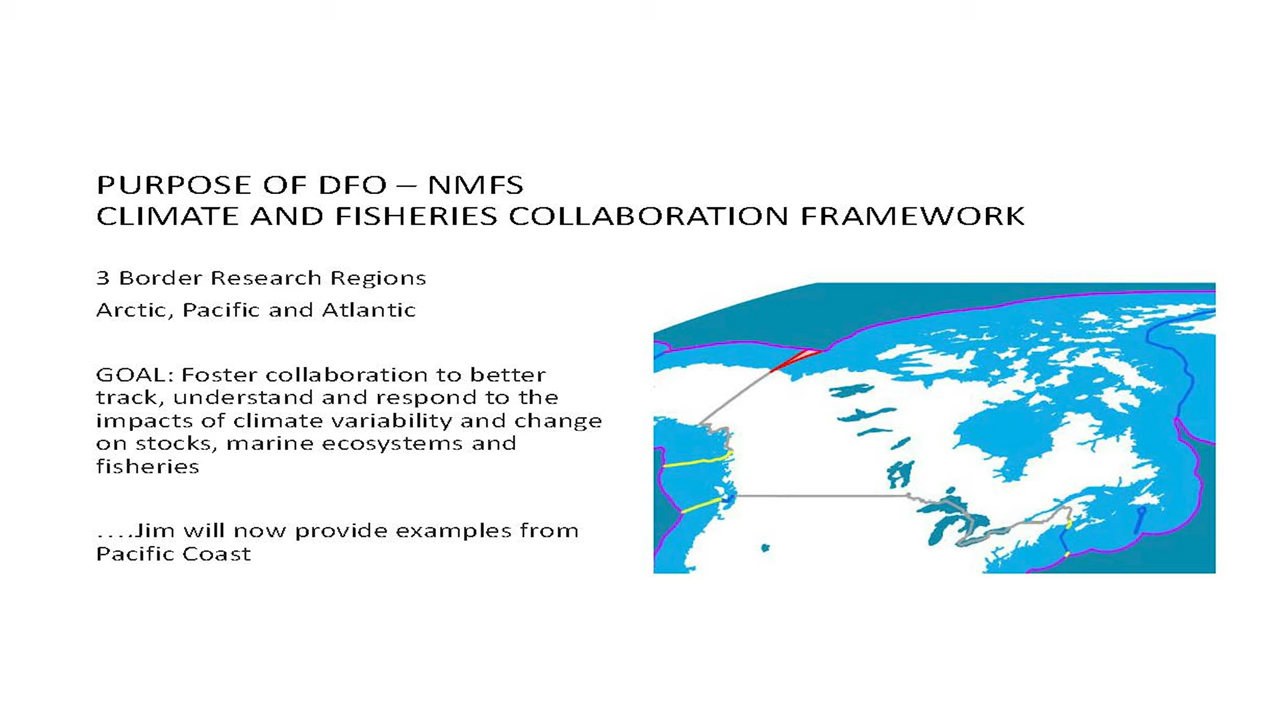 PURPOSE OF DFO – NMFS
CLIMATE AND FISHERIES COLLABORATION FRAMEWORK
3 Border Research Regions
Arctic, Pacific and Atlantic
GOAL: Foster collaboration to better
track, understand and respond to the
impacts of climate variability and change
on stocks, marine ecosystems and
fisheries
….Jim will now provide examples from
Pacific Coast